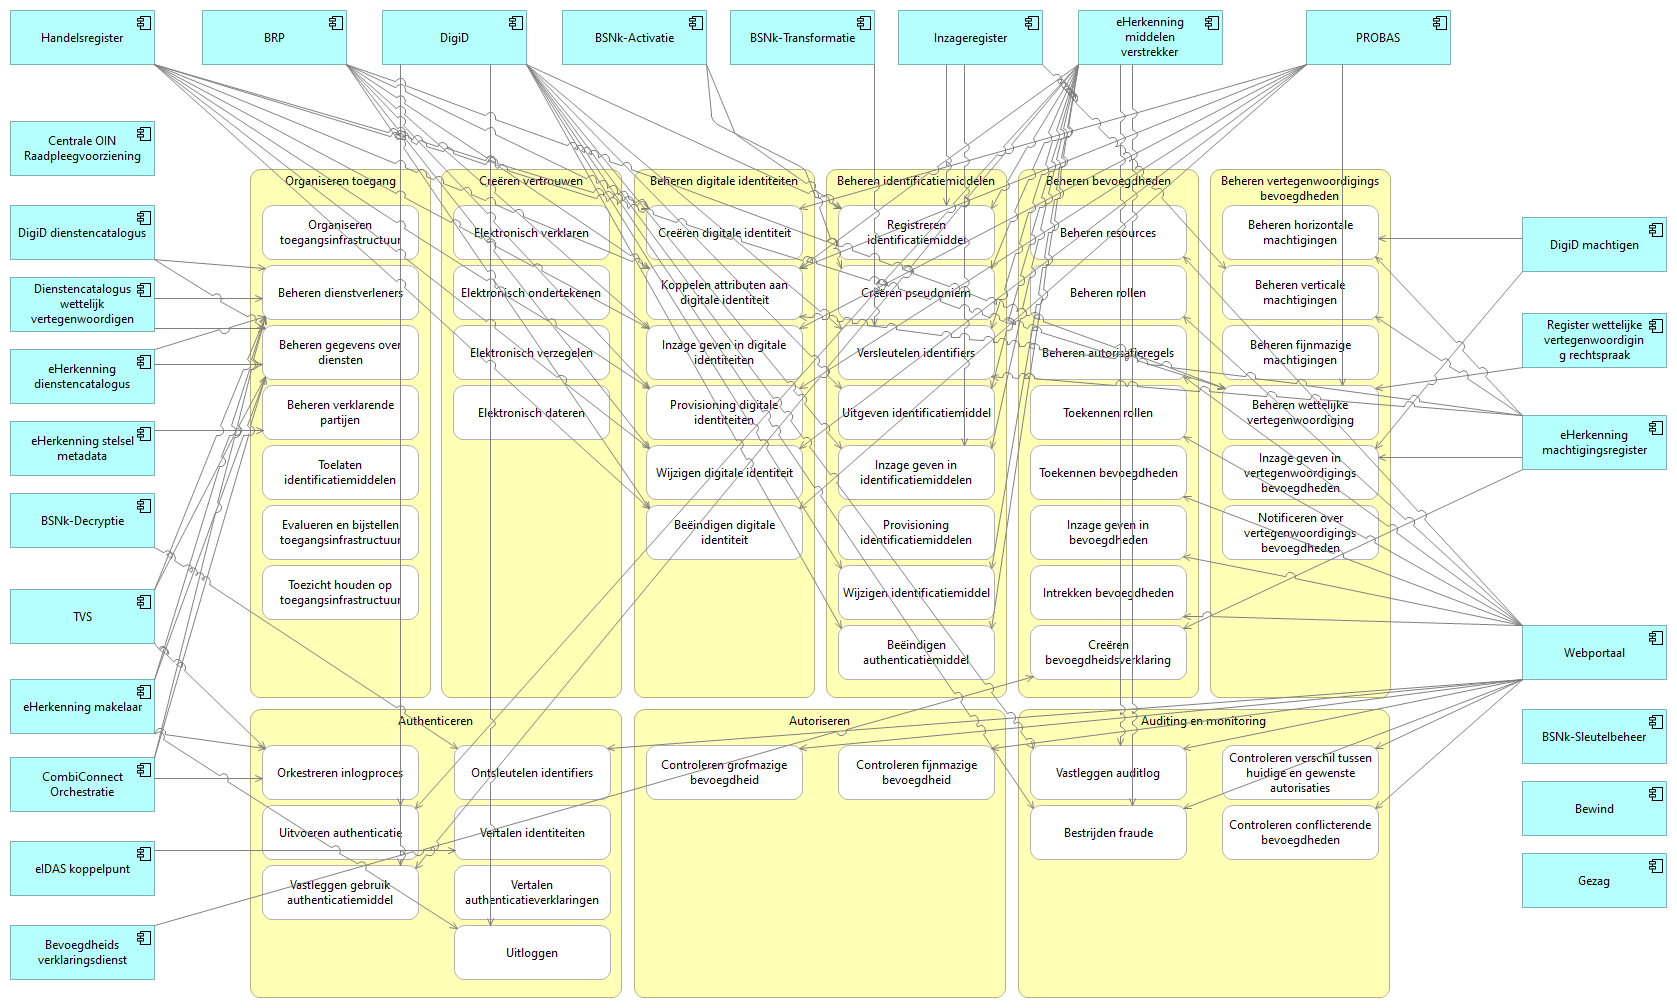 Handelsregister
BRP
DigiD
BSNk-Activatie
BSNk-Transformatie
Inzageregister
eHerkenning
middelen
verstrekker
PROBAS
Centrale OIN
Raadpleegvoorziening
DigiD dienstencatalogus
Dienstencatalogus
wettelijk
vertegenwoordigen
eHerkenning
dienstencatalogus
eHerkenning stelsel
metadata
BSNk-Decryptie
TVS
eHerkenning makelaar
CombiConnect
Orchestratie
eIDAS koppelpunt
Bevoegdheids
verklaringsdienst
Organiseren toegang
Organiseren
toegangsinfrastructuur
Beheren dienstverleners
Beheren gegevens over
diensten
Beheren verklarende
partijen
Toelaten
identificatiemiddelen
Evalueren en bijstellen
toegangsinfrastructuur
Toezicht houden op
toegangsinfrastructuur
Creëren vertrouwen
Elektronisch verklaren
Elektronisch ondertekenen
Elektronisch verzegelen
Elektronisch dateren
Beheren digitale identiteiten
Creëren digitale identiteit
Koppelen attributen aan
digitale identiteit
Inzage geven in digitale
identiteiten
Provisioning digitale
identiteiten
Wijzigen digitale identiteit
Beëindigen digitale
identiteit
Beheren identificatiemiddelen
Registreren
identificatiemiddel
Creëren pseudoniem
Versleutelen identifiers
Uitgeven identificatiemiddel
Inzage geven in
identificatiemiddelen
Provisioning
identificatiemiddelen
Wijzigen identificatiemiddel
Beëindigen
authenticatiemiddel
Beheren bevoegdheden
Beheren resources
Beheren rollen
Beheren autorisatieregels
Toekennen rollen
Toekennen bevoegdheden
Inzage geven in
bevoegdheden
Intrekken bevoegdheden
Creëren
bevoegdheidsverklaring
Beheren vertegenwoordigings
bevoegdheden
Beheren horizontale
machtigingen
Beheren verticale
machtigingen
Beheren fijnmazige
machtigingen
Beheren wettelijke
vertegenwoordiging
Inzage geven in
vertegenwoordigings
bevoegdheden
Notificeren over
vertegenwoordigings
bevoegdheden
Authenticeren
Orkestreren inlogproces
Uitvoeren authenticatie
Vastleggen gebruik
authenticatiemiddel
Ontsleutelen identifiers
Vertalen identiteiten
Vertalen
authenticatieverklaringen
Uitloggen
Autoriseren
Controleren grofmazige
bevoegdheid
Controleren fijnmazige
bevoegdheid
Auditing en monitoring
Vastleggen auditlog
Bestrijden fraude
Controleren verschil tussen
huidige en gewenste
autorisaties
Controleren conflicterende
bevoegdheden
DigiD machtigen
Register wettelijke
vertegenwoordigin
g rechtspraak
eHerkenning
machtigingsregister
Webportaal
BSNk-Sleutelbeheer
Bewind
Gezag